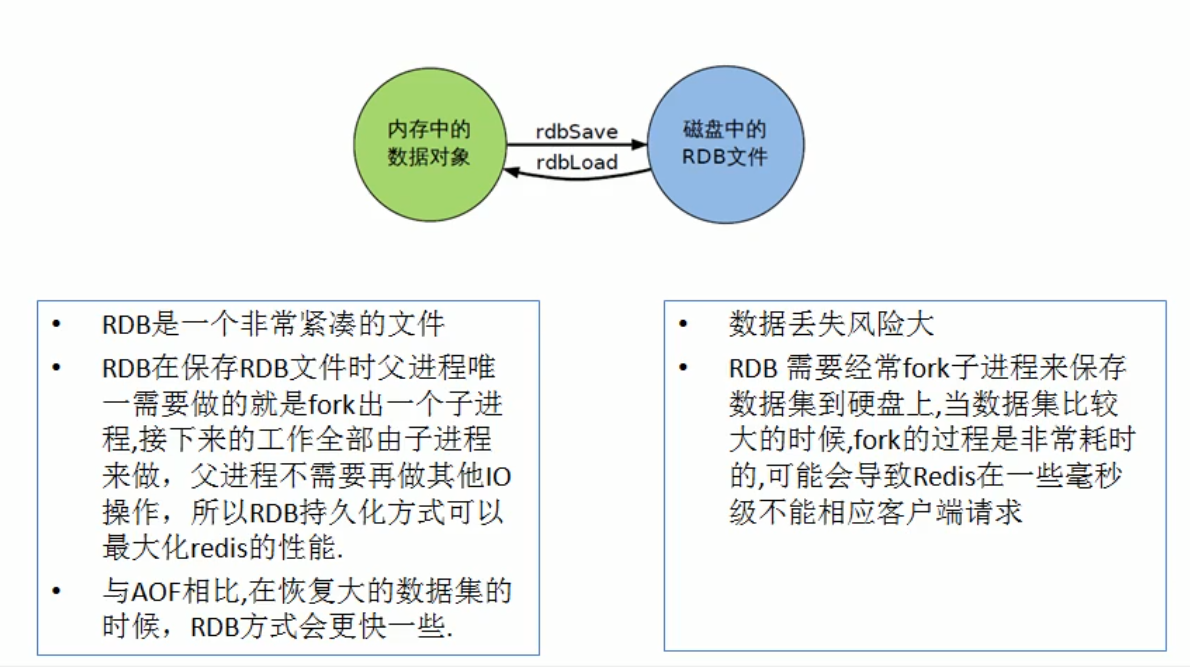 内存中的
数据对象
rdbSave
rdbLoad
磁盘中的
RDB文件
• RDB是一个非常紧凑的文件
• RDB在保存RDB文件时父进程唯
一需要做的就是fork出一个子进
程,接下来的工作全部由子进程
来做，父进程不需要再做其他IO
操作，所以RDB持久化方式可以
最大化redis的性能.
• 与AOF相比,在恢复大的数据集的
时候，RDB方式会更快一些.
• 数据丢失风险大
• RDB 需要经常fork子进程来保存
数据集到硬盘上,当数据集比较
大的时候,fork的过程是非常耗时
的,可能会导致Redis在一些毫秒
级不能相应客户端请求